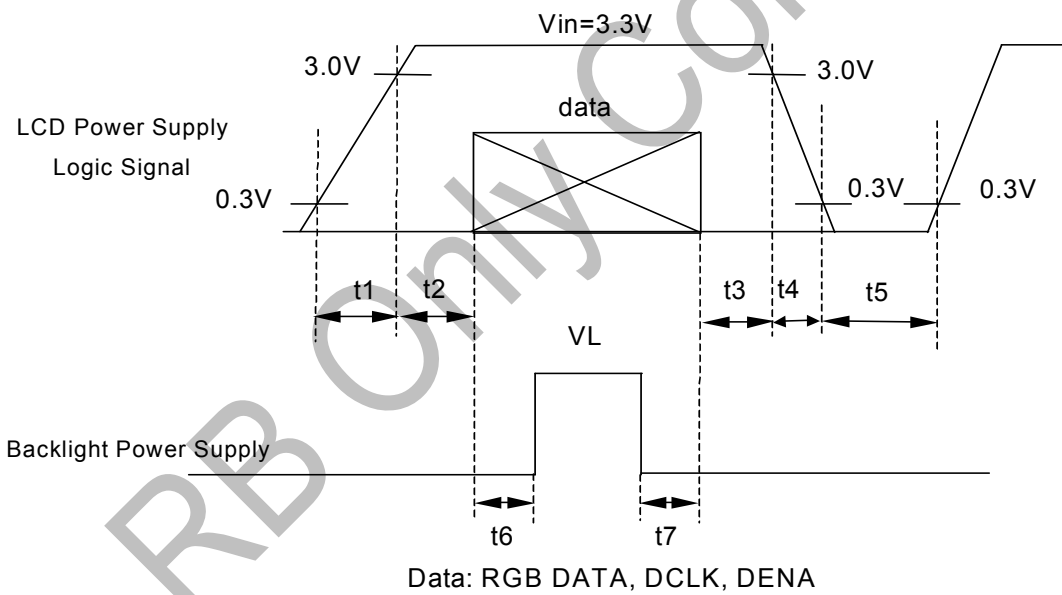 Vin=3.3V
3.0V
3.0V
data
LCD Power Supply
Logic Signal
0.3V
0.3V
0.3V
t1
t2
t3
t4
t5
VL
Backlight Power Supply
t6
t7
Data: RGB DATA, DCLK, DENA
RB Only Co